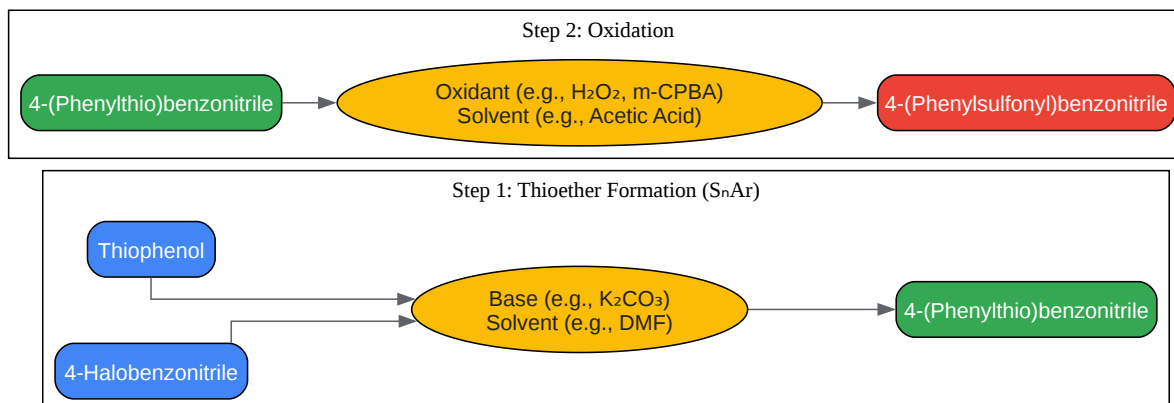 Step 2: Oxidation
4-(Phenylthio)benzonitrile
Oxidant (e.g., H₂O₂, m-CPBA)
Solvent (e.g., Acetic Acid)
4-(Phenylsulfonyl)benzonitrile
Step 1: Thioether Formation (SₙAr)
Thiophenol
4-Halobenzonitrile
Base (e.g., K₂CO₃)
Solvent (e.g., DMF)
4-(Phenylthio)benzonitrile